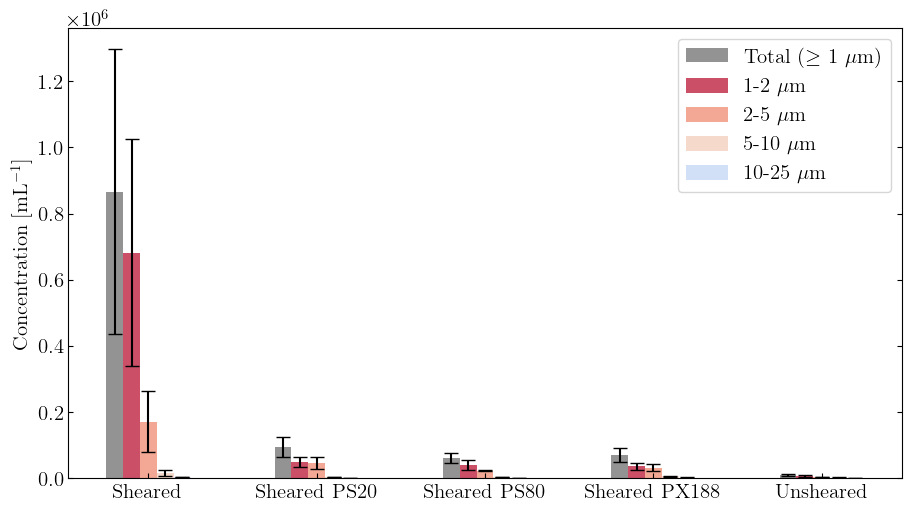 ×10⁶
Concentration [mL⁻¹]
1.2
1.0
0.8
0.6
0.4
0.2
0.0
Total (≥ 1 μm)
1-2 μm
2-5 μm
5-10 μm
10-25 μm
Sheared Sheared PS20 Sheared PS80 Sheared PX188 Unsheared